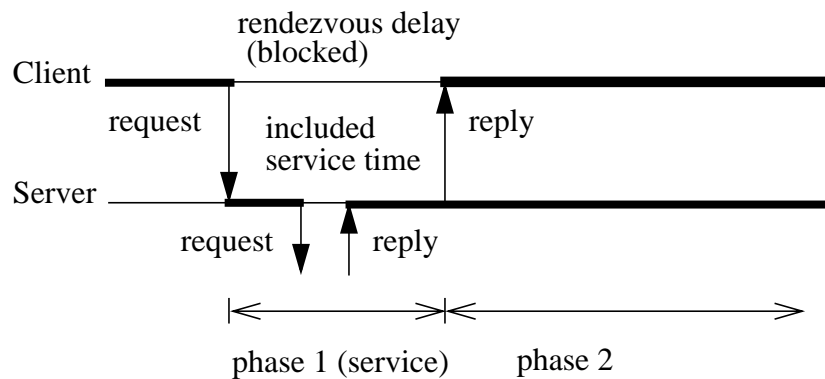 rendezvous delay
(blocked)
Client
request
included
service time
reply
Server
request
reply
phase 1 (service)
phase 2